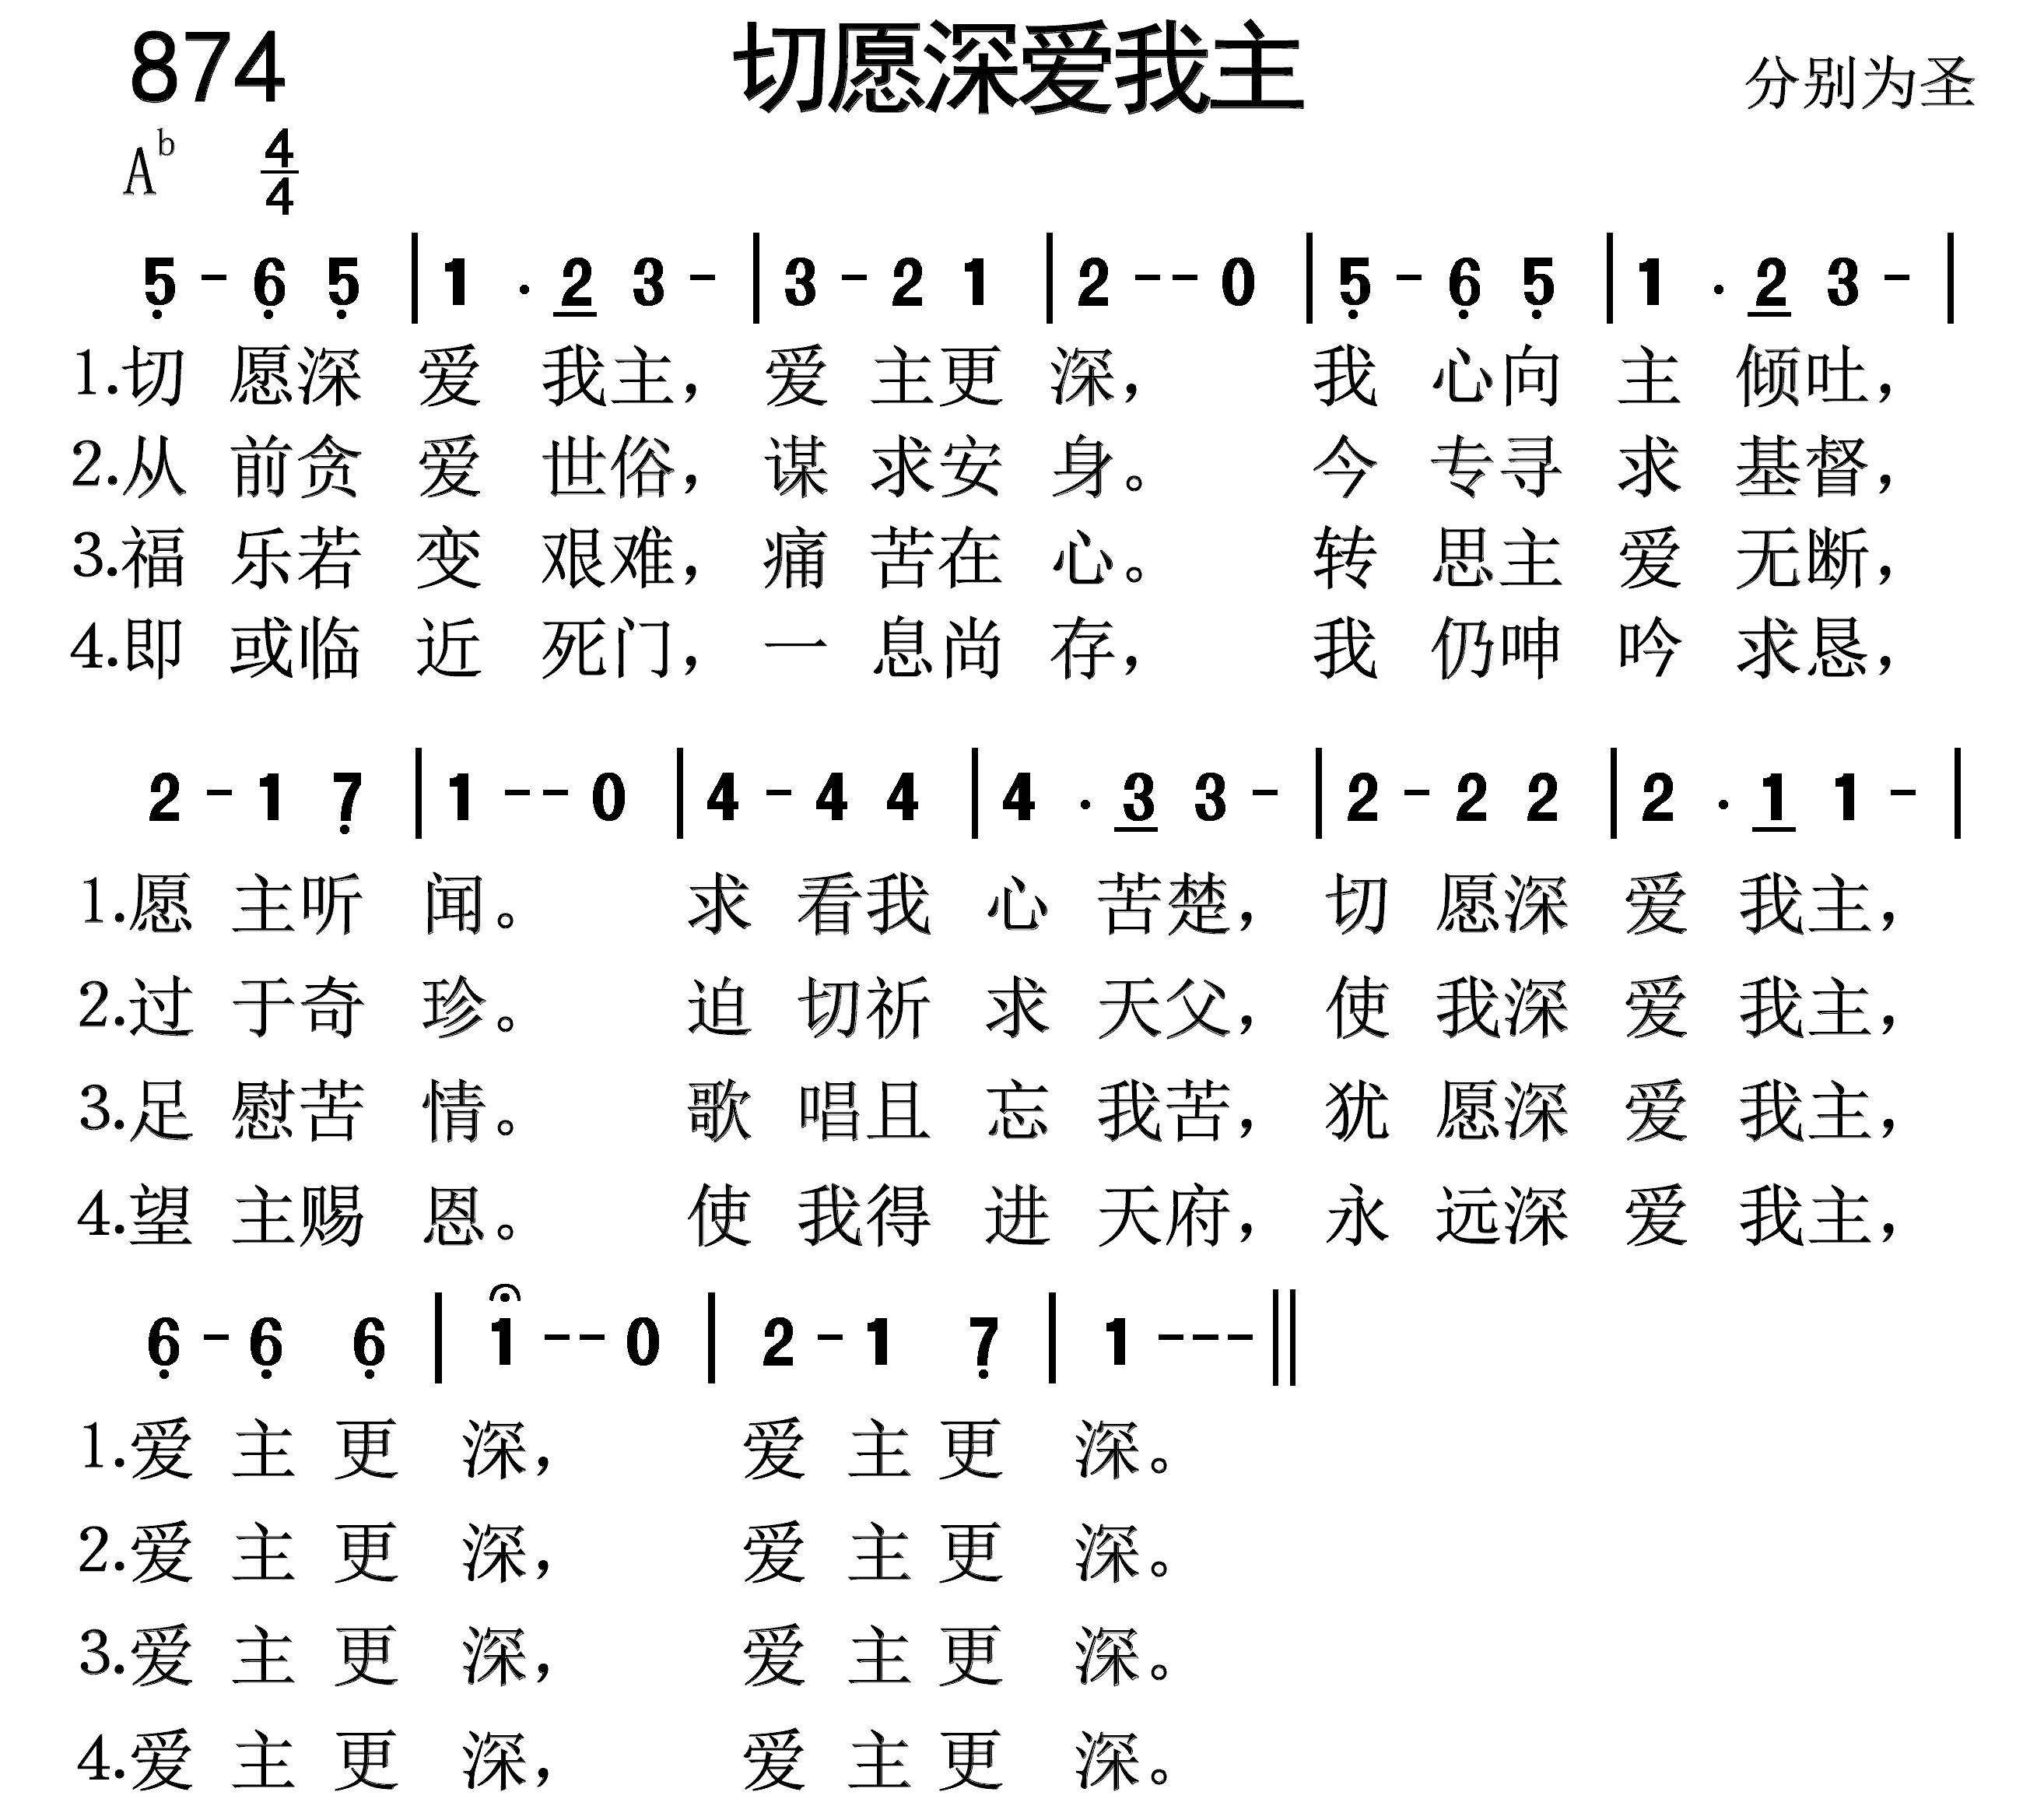 874 切愿深爱我主 分别为圣
A♭ 4/4
5̣ - 6̣ 5̣ | 1 · 2̲ 3 - | 3 - 2 1 | 2 - - 0 | 5̣ - 6̣ 5̣ | 1 · 2̲ 3 - |
1.切 愿深 爱 我主，爱 主更 深， 我 心向 主 倾吐，
2.从 前贪 爱 世俗，谋 求安 身。 今 专寻 求 基督，
3.福 乐若 变 艰难，痛 苦在 心。 转 思主 爱 无断，
4.即 或临 近 死门，一 息尚 存， 我 仍呻 吟 求恳，
2 - 1 7̣ | 1 - - 0 | 4 - 4 4 | 4 · 3̲ 3 - | 2 - 2 2 | 2 · 1̲ 1 - |
1.愿 主听 闻。 求 看我 心 苦楚，切 愿深 爱 我主，
2.过 于奇 珍。 迫 切祈 求 天父，使 我深 爱 我主，
3.足 慰苦 情。 歌 唱且 忘 我苦，犹 愿深 爱 我主，
4.望 主赐 恩。 使 我得 进 天府，永 远深 爱 我主，
6̣ - 6̣ 6̣ | 1 - - 0 | 2 - 1 7̣ | 1 - - - ‖
1.爱 主 更 深， 爱 主 更 深。
2.爱 主 更 深， 爱 主 更 深。
3.爱 主 更 深， 爱 主 更 深。
4.爱 主 更 深， 爱 主 更 深。